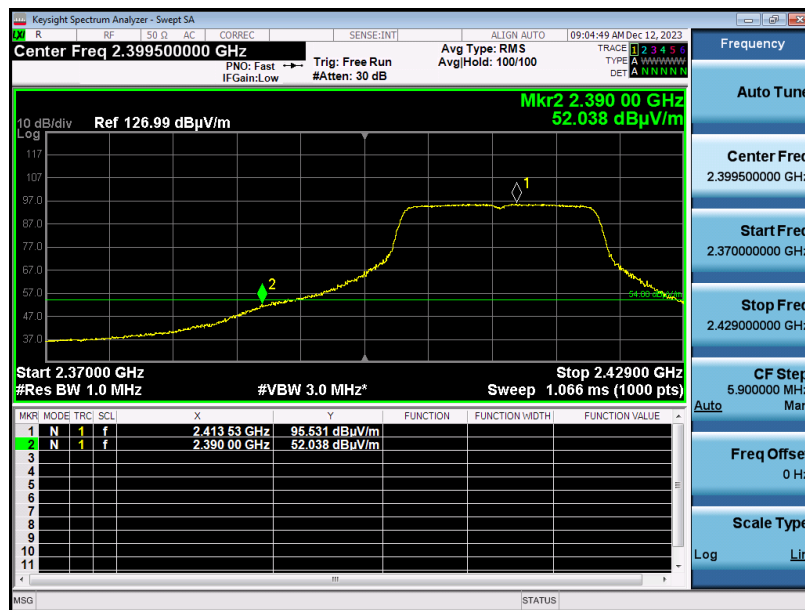 Keysight Spectrum Analyzer - Swept SA
LXI R RF 50 Ω AC CORREC SENSE:INT ALIGN AUTO 09:04:49 AM Dec 12, 2023
Center Freq 2.399500000 GHz
PNO: Fast
IFGain:Low
Trig: Free Run
#Atten: 30 dB
Avg Type: RMS
Avg|Hold: 100/100
TRACE 1 2 3 4 5 6
TYPE A W W W W W
DET A N N N N N
Mkr2 2.390 00 GHz
52.038 dBµV/m
10 dB/div Ref 126.99 dBµV/m
Log
117
107
97.0
87.0
77.0
67.0
57.0
47.0
37.0
1
2
Start 2.37000 GHz Stop 2.42900 GHz
#Res BW 1.0 MHz #VBW 3.0 MHz* Sweep 1.066 ms (1000 pts)
MKR MODE TRC SCL X Y FUNCTION FUNCTION WIDTH FUNCTION VALUE
1 N 1 f 2.413 53 GHz 95.531 dBµV/m
2 N 1 f 2.390 00 GHz 52.038 dBµV/m
3
4
5
6
7
8
9
10
11
MSG STATUS
Frequency
Auto Tune
Center Freq
2.399500000 GHz
Start Freq
2.370000000 GHz
Stop Freq
2.429000000 GHz
CF Step
5.900000 MHz
Auto Man
Freq Offset
0 Hz
Scale Type
Log Lin